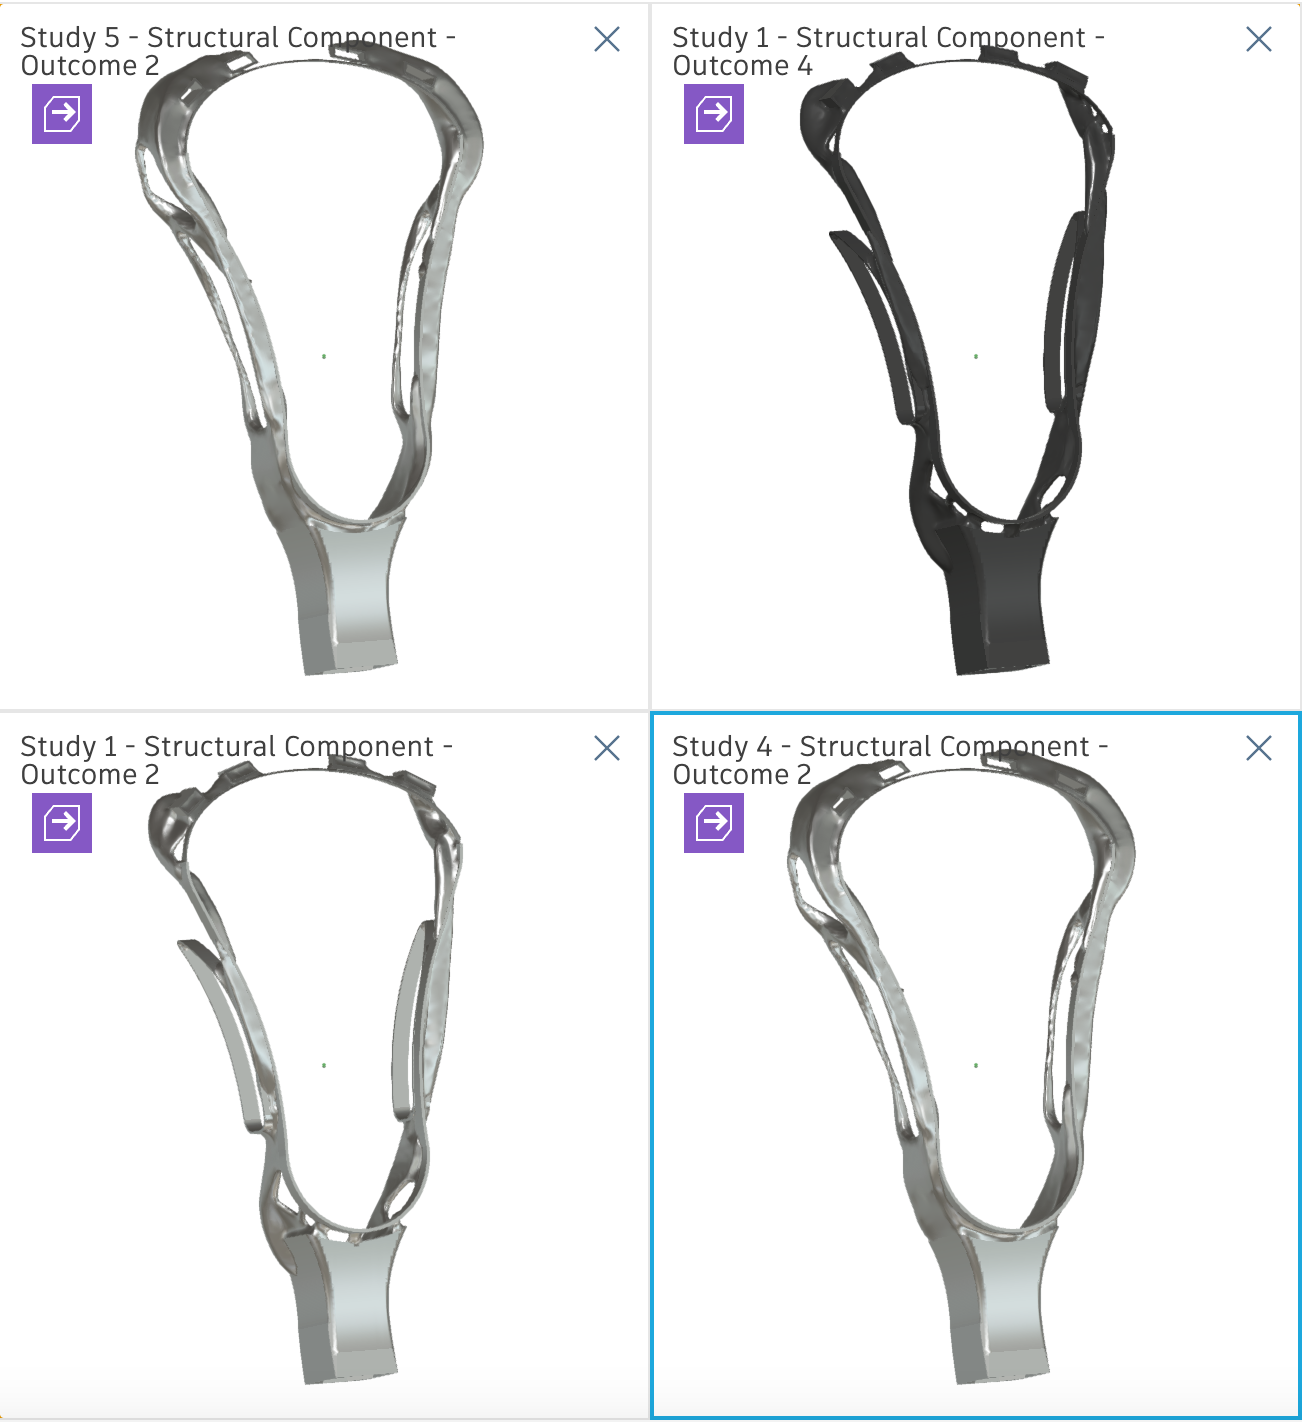 Study 5 - Structural Component -
Outcome 2
Study 1 - Structural Component -
Outcome 4
Study 1 - Structural Component -
Outcome 2
Study 4 - Structural Component -
Outcome 2